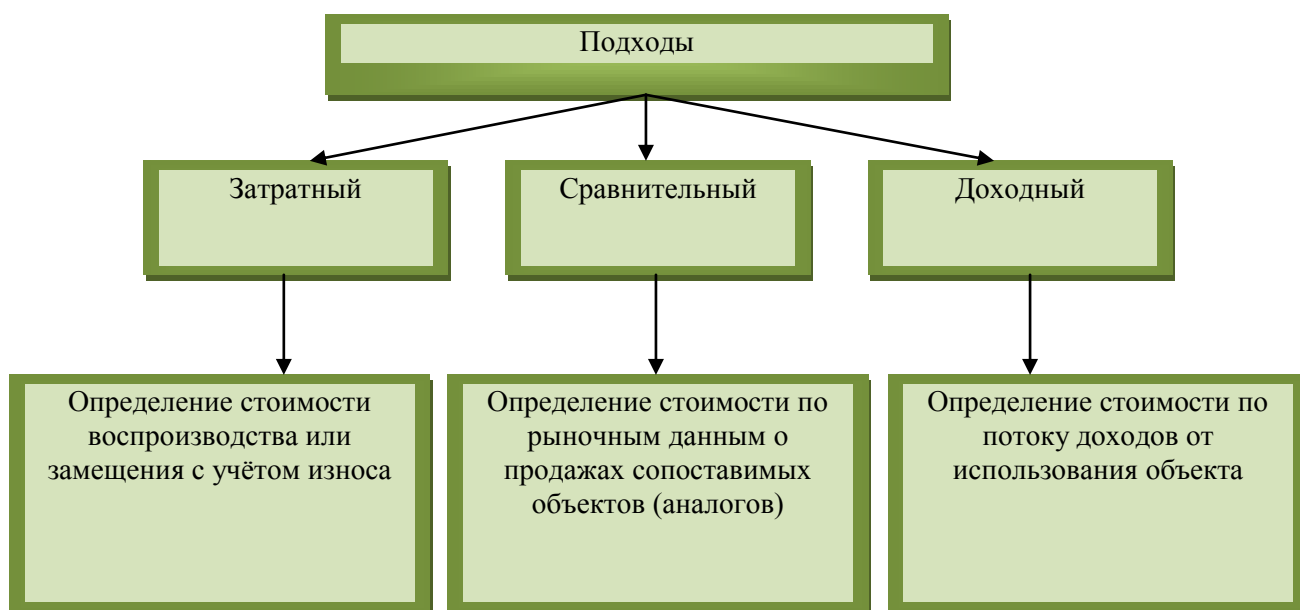 Подходы
Затратный
Сравнительный
Доходный
Определение стоимости
воспроизводства или
замещения с учётом износа
Определение стоимости по
рыночным данным о
продажах сопоставимых
объектов (аналогов)
Определение стоимости по
потоку доходов от
использования объекта